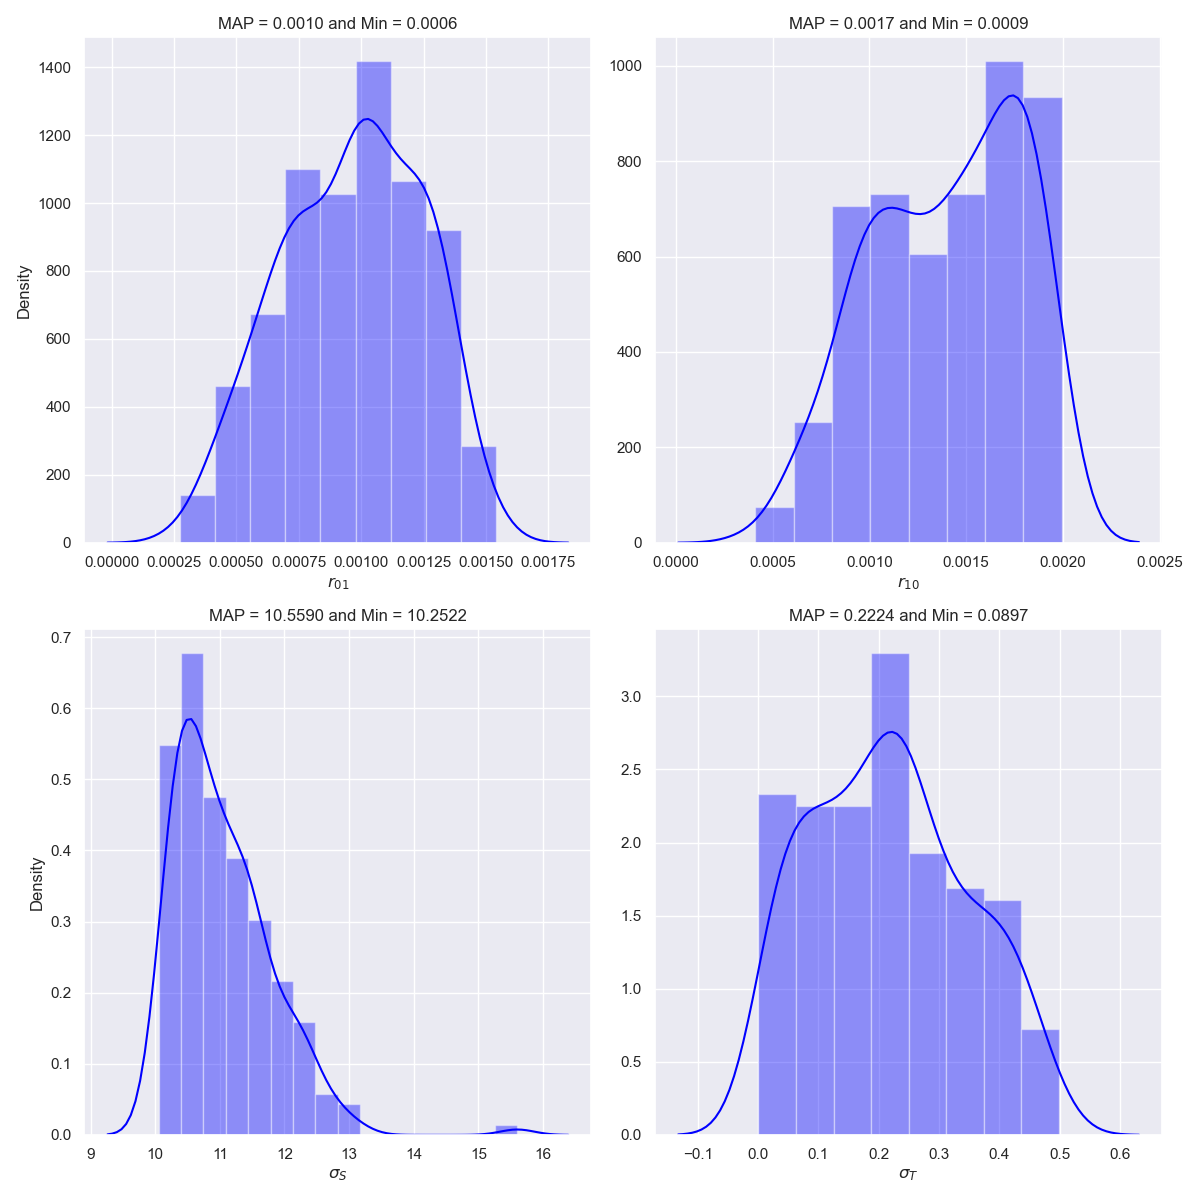 MAP = 0.0010 and Min = 0.0006
1400
1200
1000
800
600
400
200
0
Density
0.00000 0.00025 0.00050 0.00075 0.00100 0.00125 0.00150 0.00175
r01
MAP = 0.0017 and Min = 0.0009
1000
800
600
400
200
0
0.0000 0.0005 0.0010 0.0015 0.0020 0.0025
r10
MAP = 10.5590 and Min = 10.2522
0.7
0.6
0.5
0.4
0.3
0.2
0.1
0.0
Density
9 10 11 12 13 14 15 16
σS
MAP = 0.2224 and Min = 0.0897
3.0
2.5
2.0
1.5
1.0
0.5
0.0
−0.1 0.0 0.1 0.2 0.3 0.4 0.5 0.6
σT